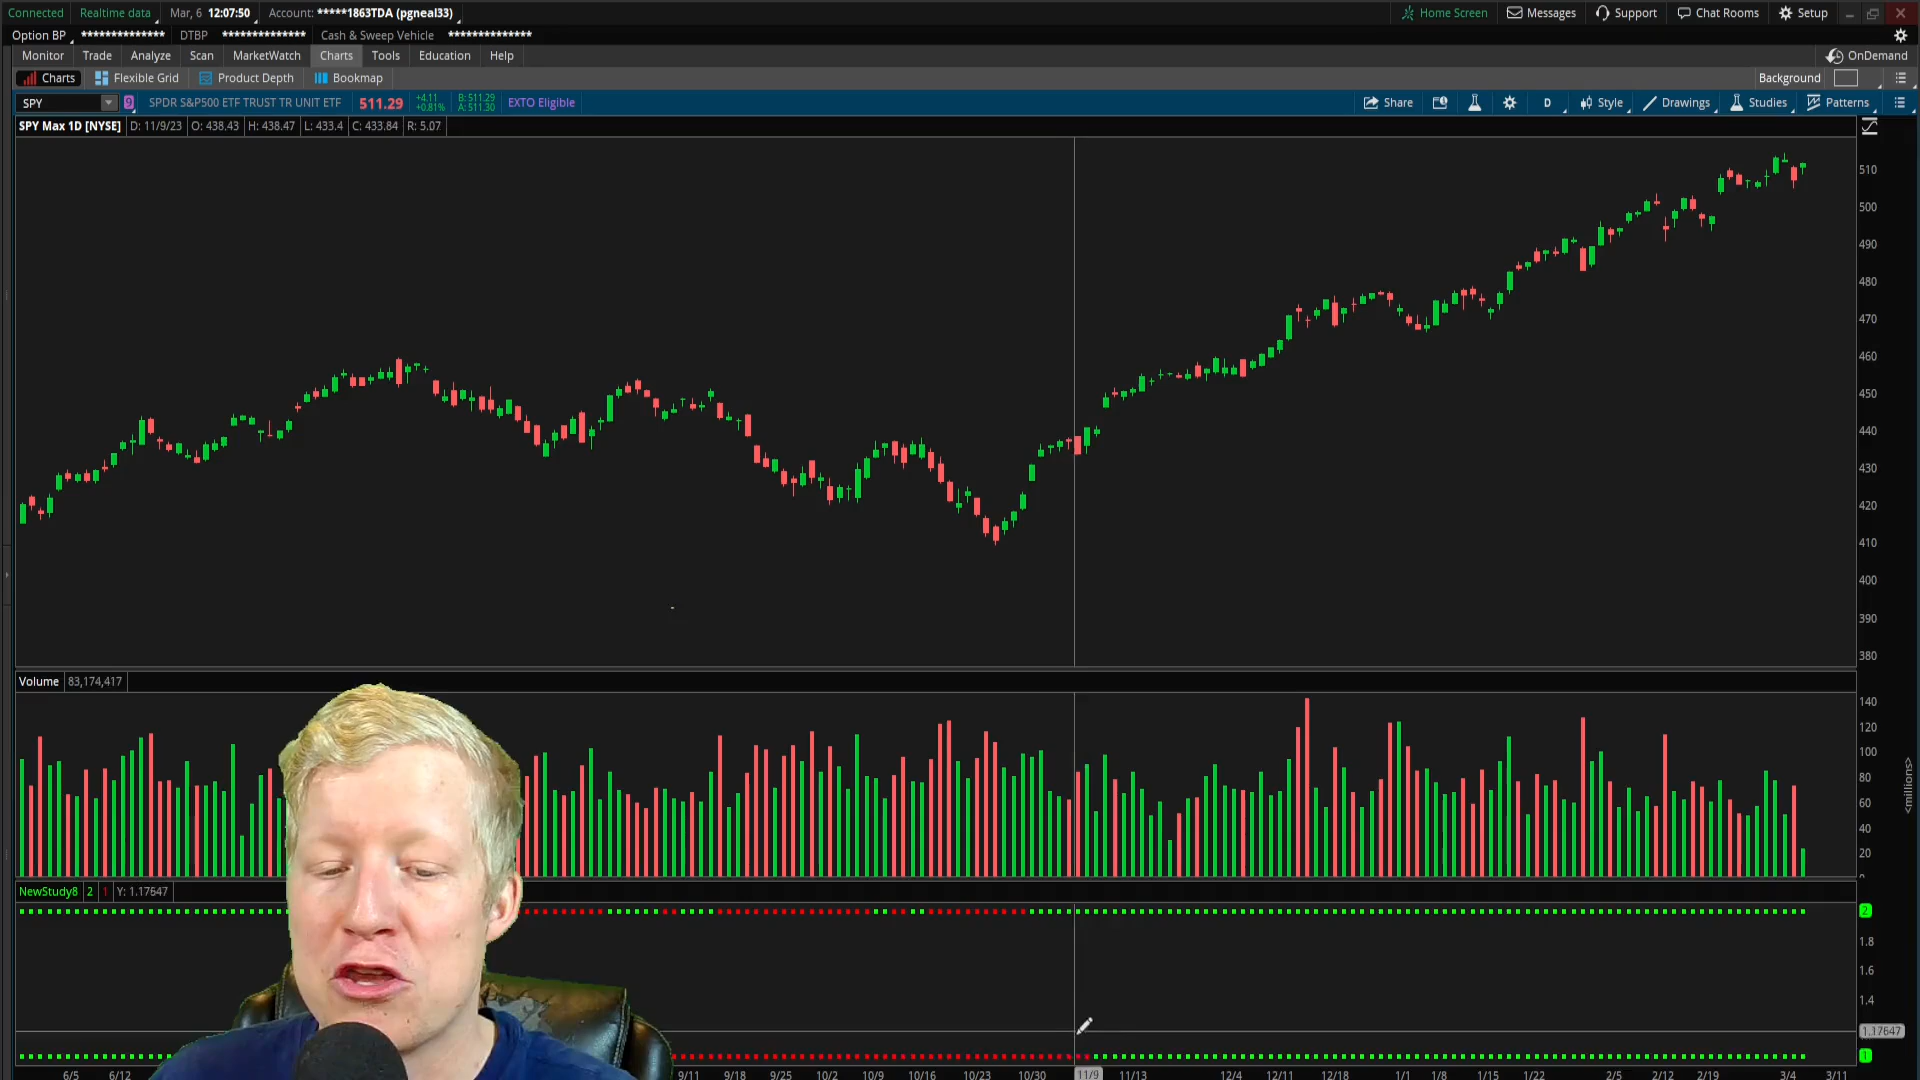 Connected Realtime data Mar, 6 12:07:50 Account: *****1863TDA (pgneal33) Home Screen Messages Support Chat Rooms Setup
Option BP ************** DTBP ************** Cash & Sweep Vehicle **************
Monitor Trade Analyze Scan MarketWatch Charts Tools Education Help OnDemand
Charts Flexible Grid Product Depth Bookmap Background
SPY 9 SPDR S&P500 ETF TRUST TR UNIT ETF 511.29 +4.11 +0.81% B: 511.29 A: 511.30 EXTO Eligible Share D Style Drawings Studies Patterns
SPY Max 1D [NYSE] D: 11/9/23 O: 438.43 H: 438.47 L: 433.4 C: 433.84 R: 5.07
510
500
490
480
470
460
450
440
430
420
410
400
390
380
Volume 83,174,417
140
120
100
80
60
40
20
<millions>
NewStudy8 2 1 Y: 1.17647
2
1.8
1.6
1.4
1.17647
1
6/5 6/12 9/11 9/18 9/25 10/2 10/9 10/16 10/23 10/30 11/9 11/13 12/4 12/11 12/18 1/1 1/8 1/15 1/22 2/5 2/12 2/19 3/4 3/11